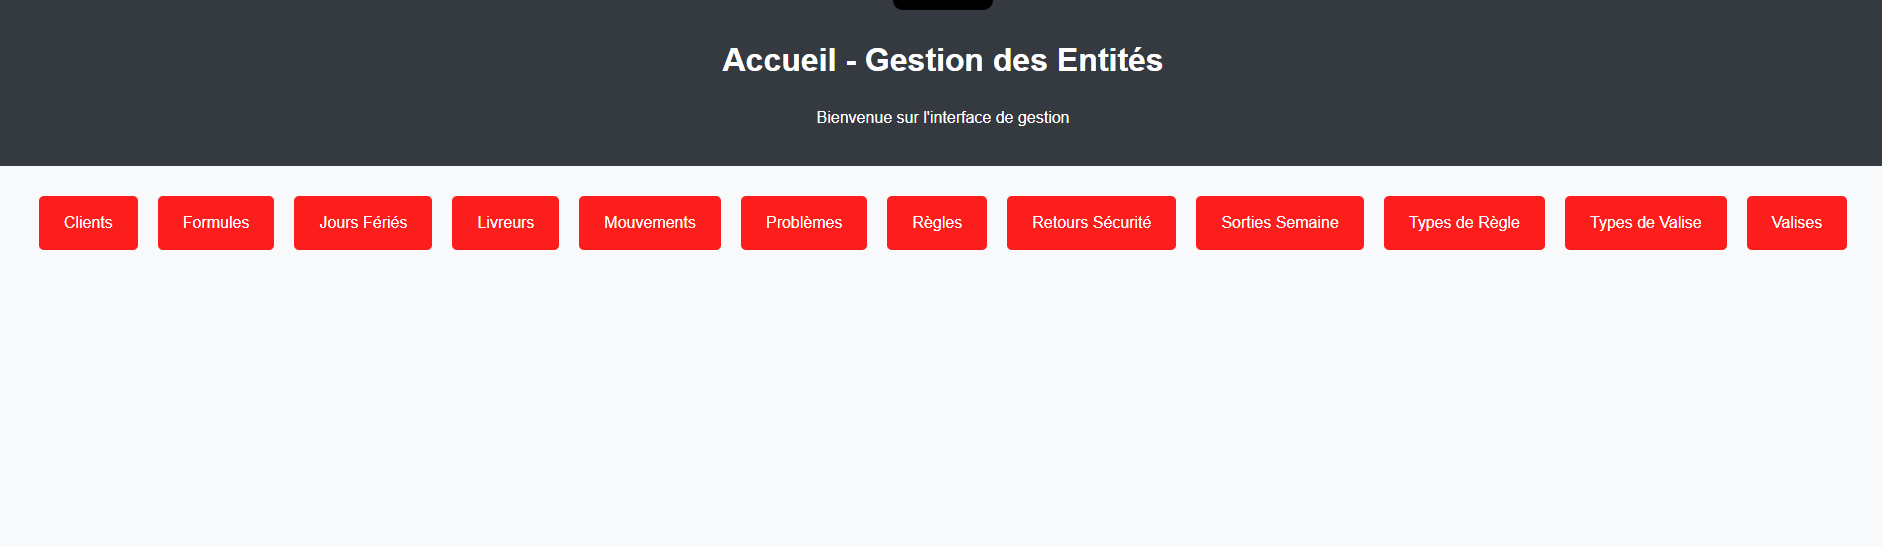 Accueil - Gestion des Entités
Bienvenue sur l'interface de gestion
Clients Formules Jours Fériés Livreurs Mouvements Problèmes Règles Retours Sécurité Sorties Semaine Types de Règle Types de Valise Valises